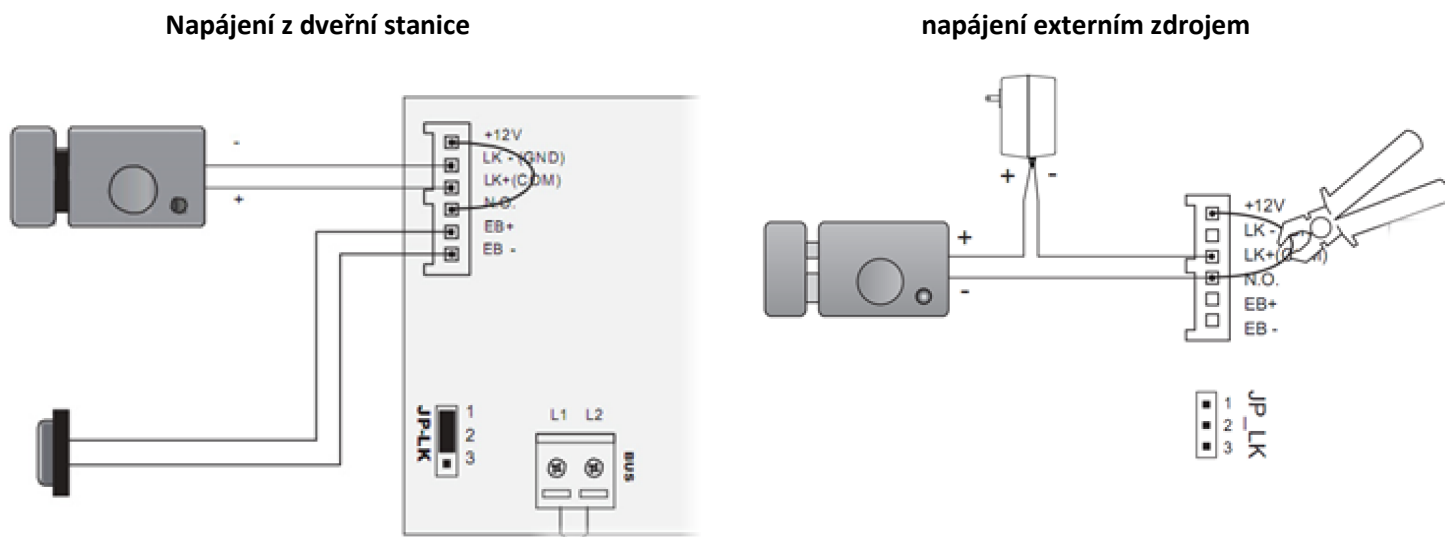 Napájení z dveřní stanice
napájení externím zdrojem
-
+
+12V
LK - (GND)
LK+(COM)
N.O.
EB+
EB -
JP-LK
1
2
3
L1 L2
BUS
+ -
+
-
+12V
LK -
LK+(
N.O.
EB+
EB -
1
2
3
JP_LK